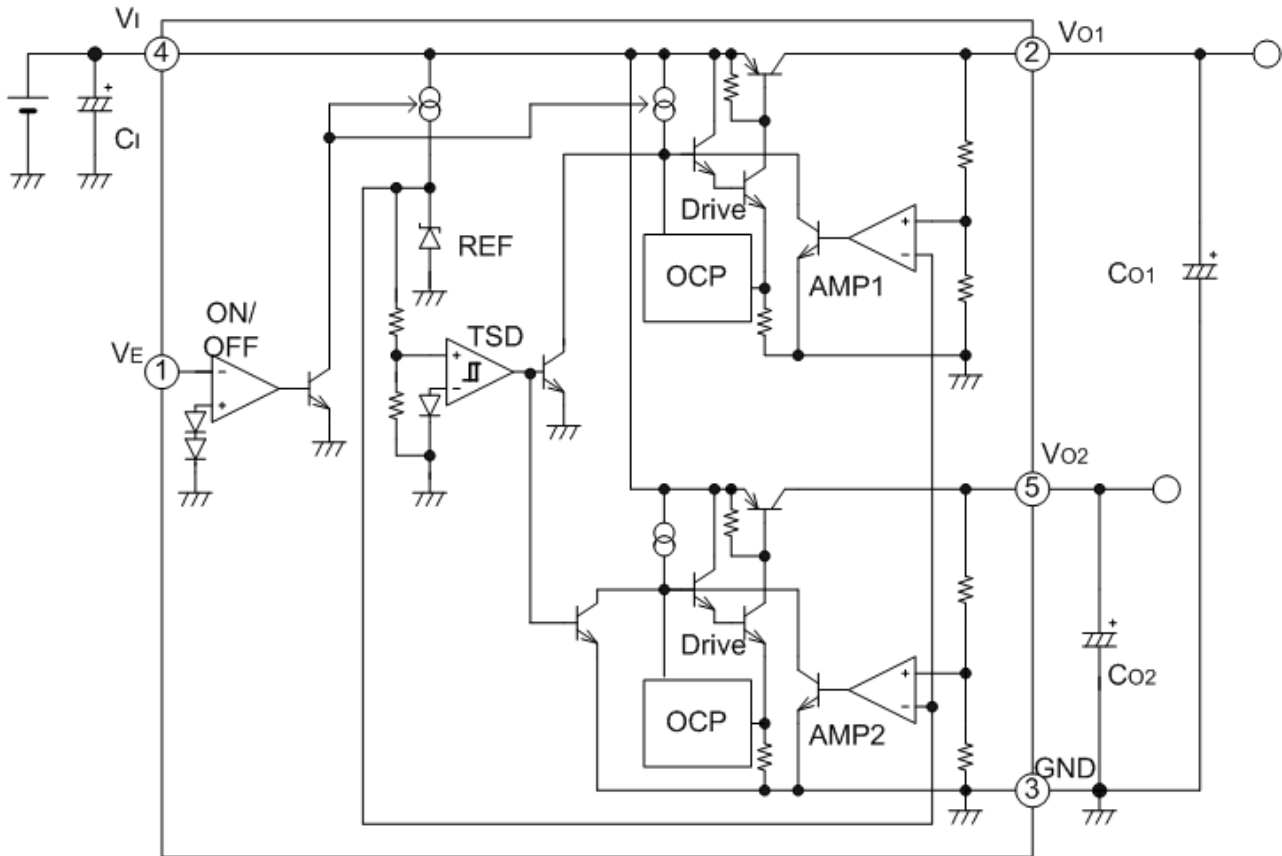 VI
4
2
VO1
CI
+
REF
Drive
OCP
+
-
AMP1
CO1
+
ON/
OFF
VE
1
-
+
TSD
+
-
VO2
5
Drive
OCP
+
-
AMP2
+
CO2
GND
3